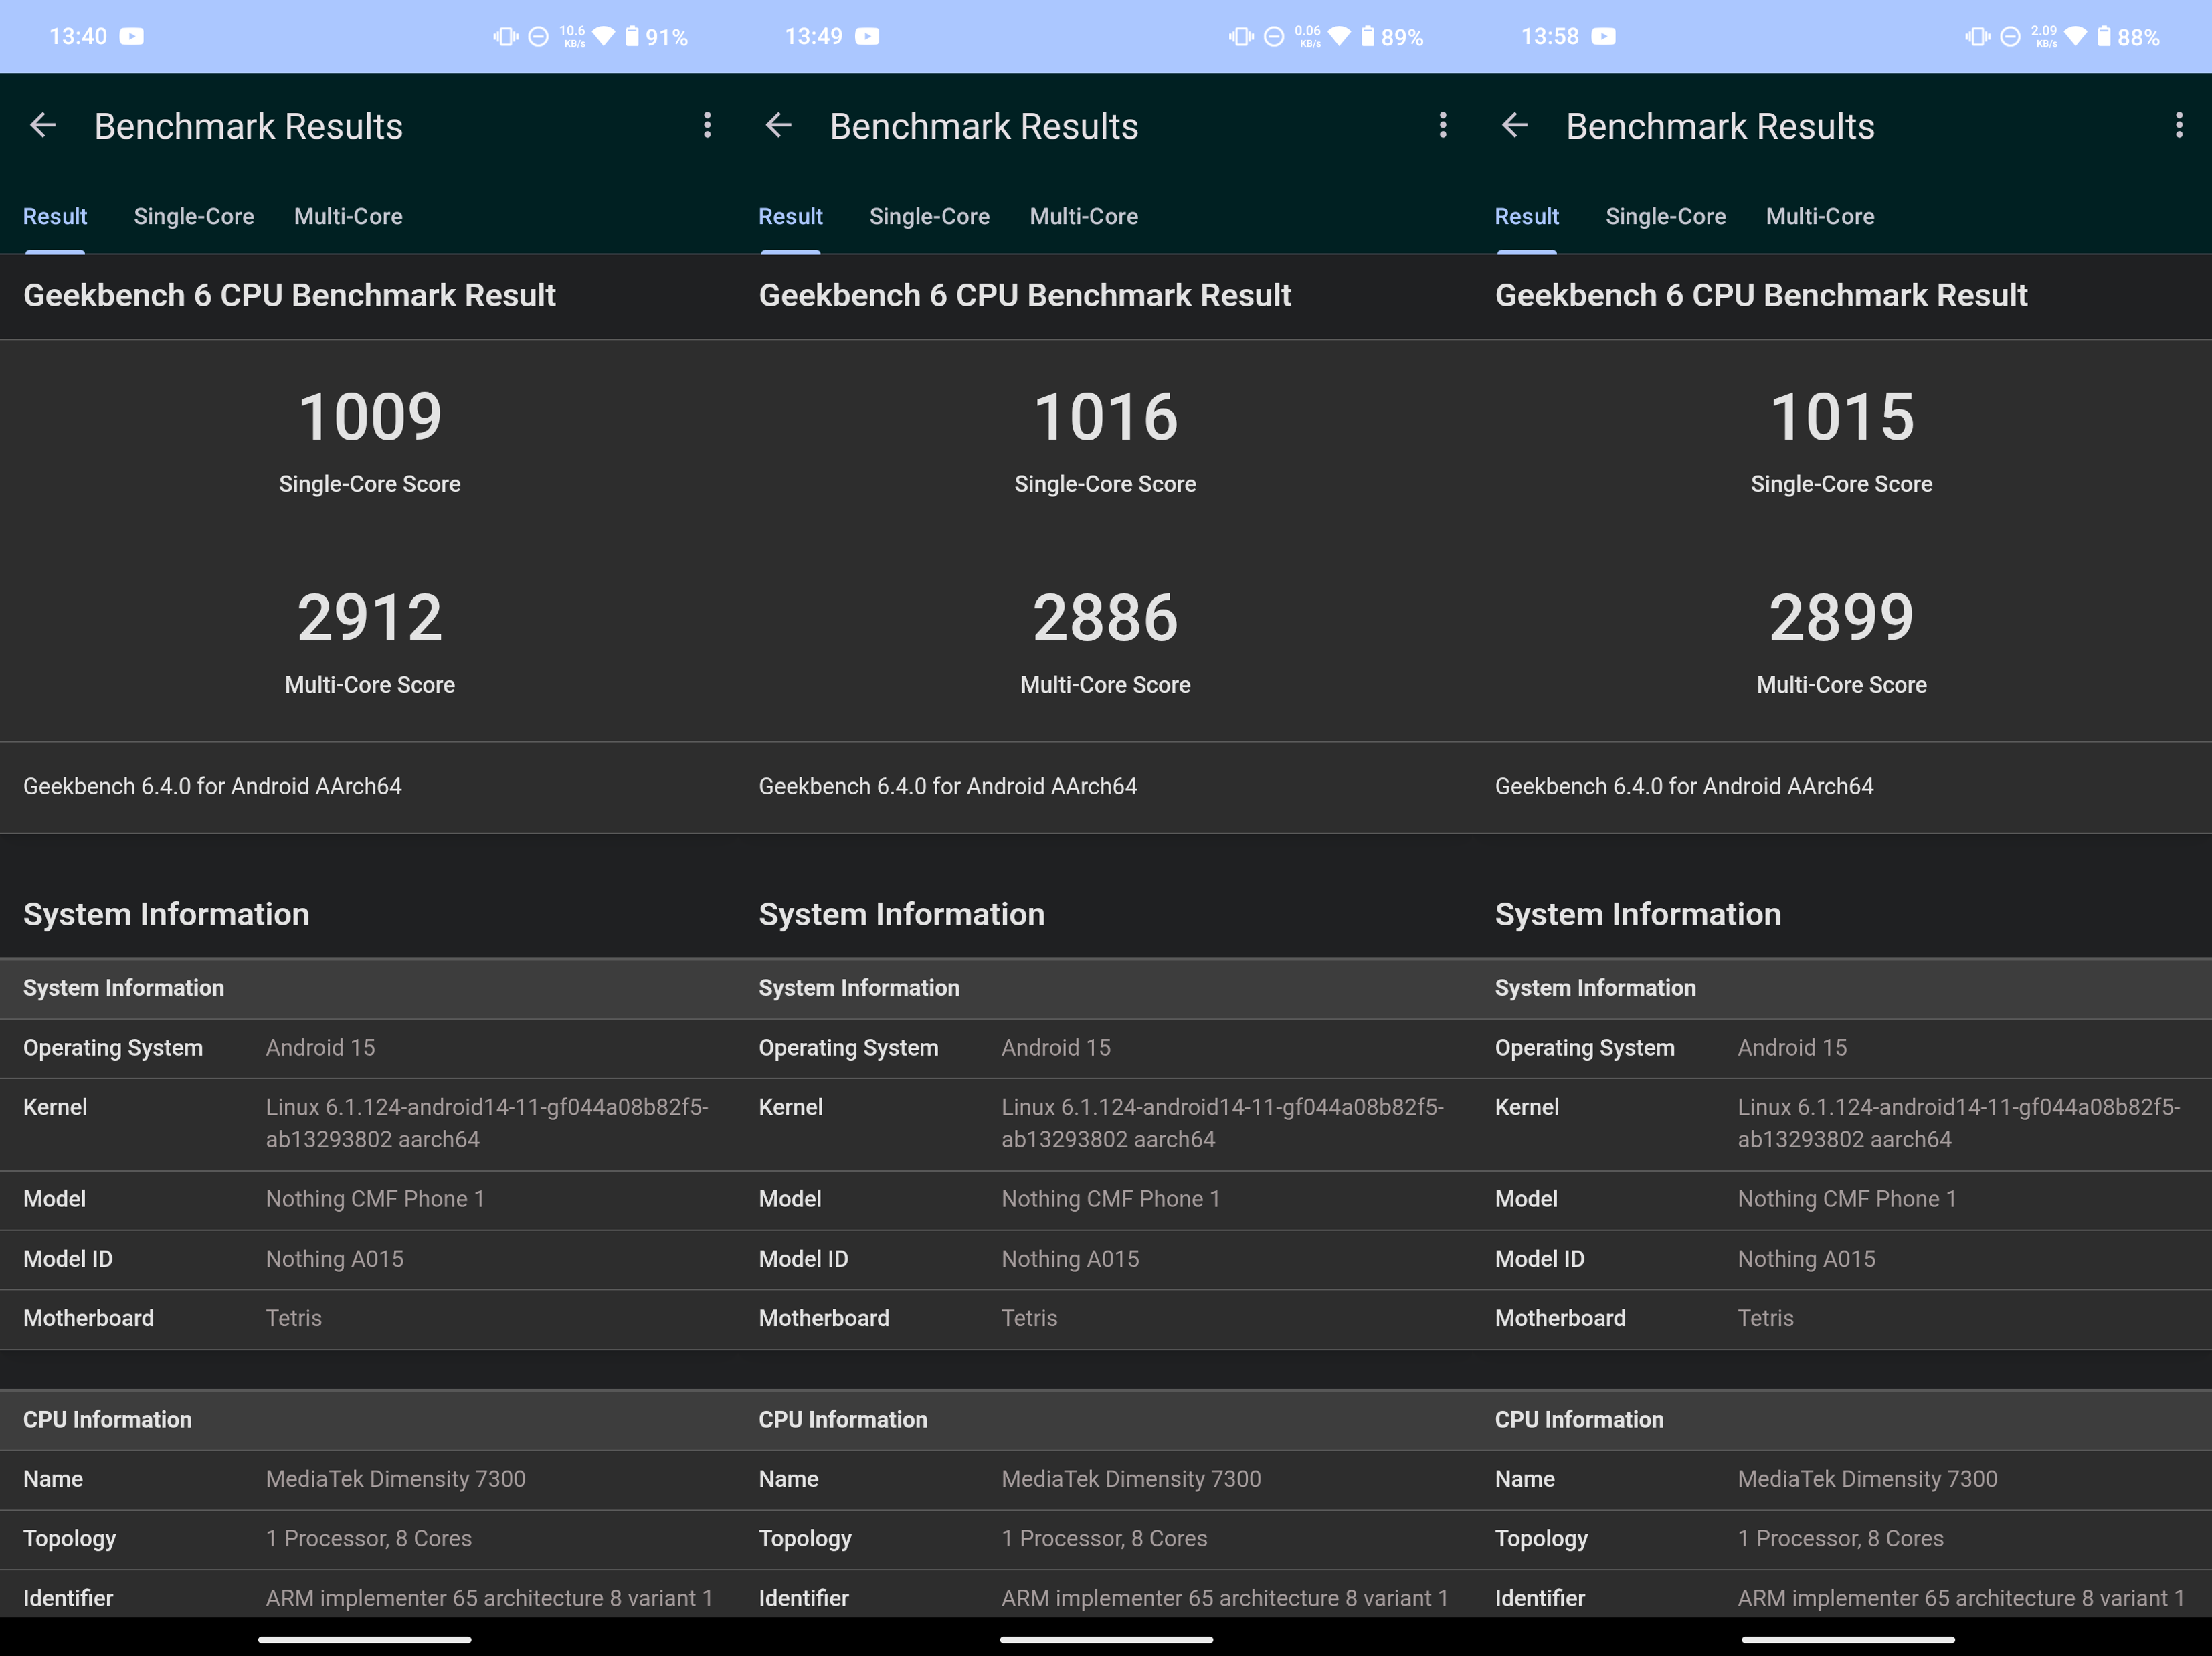 13:40 10.6 KB/s 91%
Benchmark Results
Result Single-Core Multi-Core
Geekbench 6 CPU Benchmark Result
1009
Single-Core Score
2912
Multi-Core Score
Geekbench 6.4.0 for Android AArch64
System Information
System Information
Operating System Android 15
Kernel Linux 6.1.124-android14-11-gf044a08b82f5-
ab13293802 aarch64
Model Nothing CMF Phone 1
Model ID Nothing A015
Motherboard Tetris
CPU Information
Name MediaTek Dimensity 7300
Topology 1 Processor, 8 Cores
Identifier ARM implementer 65 architecture 8 variant 1
13:49 0.06 KB/s 89%
Benchmark Results
Result Single-Core Multi-Core
Geekbench 6 CPU Benchmark Result
1016
Single-Core Score
2886
Multi-Core Score
Geekbench 6.4.0 for Android AArch64
System Information
System Information
Operating System Android 15
Kernel Linux 6.1.124-android14-11-gf044a08b82f5-
ab13293802 aarch64
Model Nothing CMF Phone 1
Model ID Nothing A015
Motherboard Tetris
CPU Information
Name MediaTek Dimensity 7300
Topology 1 Processor, 8 Cores
Identifier ARM implementer 65 architecture 8 variant 1
13:58 2.09 KB/s 88%
Benchmark Results
Result Single-Core Multi-Core
Geekbench 6 CPU Benchmark Result
1015
Single-Core Score
2899
Multi-Core Score
Geekbench 6.4.0 for Android AArch64
System Information
System Information
Operating System Android 15
Kernel Linux 6.1.124-android14-11-gf044a08b82f5-
ab13293802 aarch64
Model Nothing CMF Phone 1
Model ID Nothing A015
Motherboard Tetris
CPU Information
Name MediaTek Dimensity 7300
Topology 1 Processor, 8 Cores
Identifier ARM implementer 65 architecture 8 variant 1